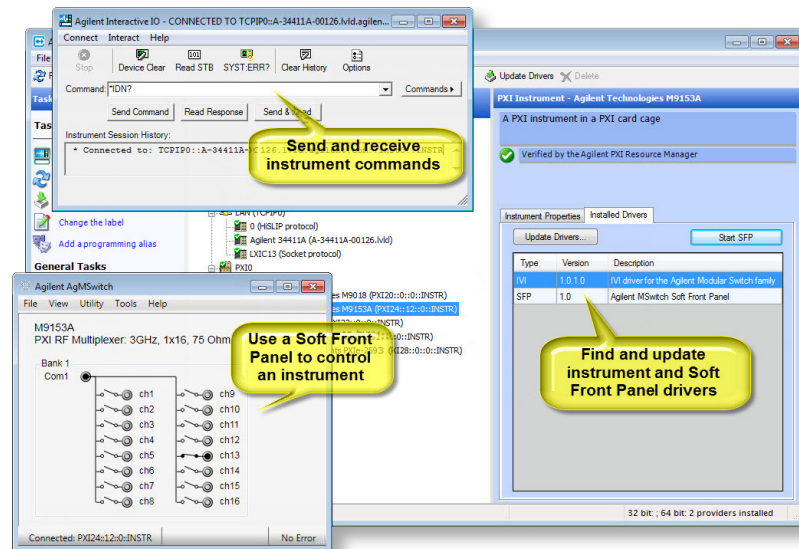 Agilent Interactive IO - CONNECTED TO TCPIP0::A-34411A-00126.lvld.agilen...
Connect Interact Help
Stop Device Clear Read STB SYST:ERR? Clear History Options
Command: *IDN? Commands
Send Command Read Response Send &
Instrument Session History:
* Connected to: TCPIP0::A-34411A-
Send and receive
instrument commands
File
Update Drivers Delete
PXI Instrument - Agilent Technologies M9153A
A PXI instrument in a PXI card cage
Verified by the Agilent PXI Resource Manager
Instrument Properties Installed Drivers
Update Drivers... Start SFP
Type Version Description
IVI 1.0.1.0 IVI driver for the Agilent Modular Switch family
SFP 1.0 Agilent MSwitch Soft Front Panel
Find and update
instrument and Soft
Front Panel drivers
Change the label
Add a programming alias
General Tasks
LAN (TCPIP0)
0 (HiSLIP protocol)
Agilent 34411A (A-34411A-00126.lvld)
LXIC13 (Socket protocol)
PXI0
es M9018 (PXI20::0::0::INSTR)
es M9153A (PXI24::12::0::INSTR)
Agilent AgMSwitch
File View Utility Tools Help
M9153A
PXI RF Multiplexer: 3GHz, 1x16, 75 Ohm
Bank 1
Com1
ch1 ch9
ch2 ch10
ch3 ch11
ch4 ch12
ch5 ch13
ch6 ch14
ch7 ch15
ch8 ch16
Connected: PXI24::12::0::INSTR No Error
Use a Soft Front
Panel to control
an instrument
32 bit: ; 64 bit: 2 providers installed